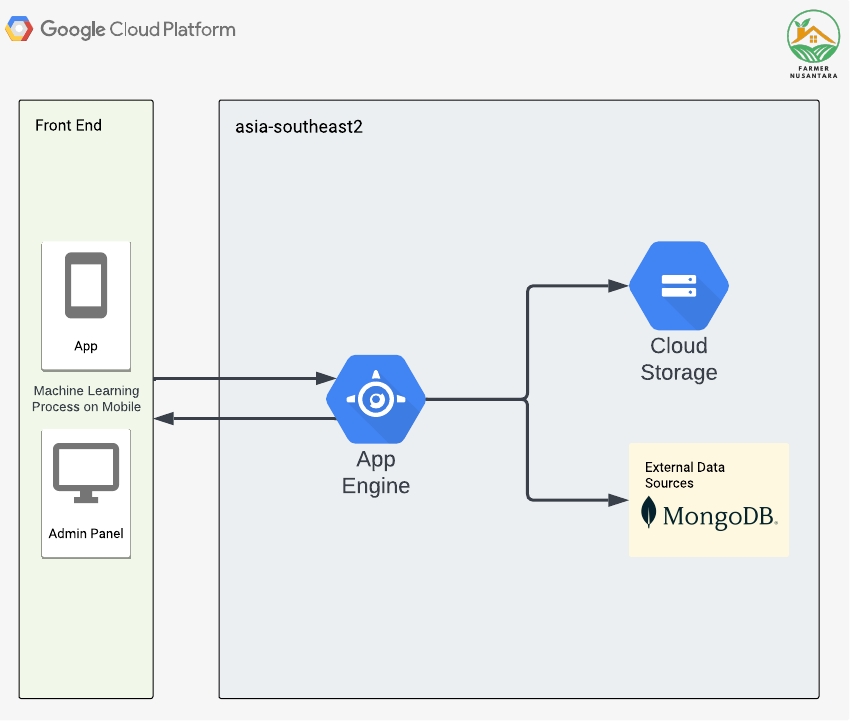 Google Cloud Platform
FARMER
NUSANTARA
Front End
App
Machine Learning
Process on Mobile
Admin Panel
asia-southeast2
App
Engine
Cloud
Storage
External Data
Sources
MongoDB®